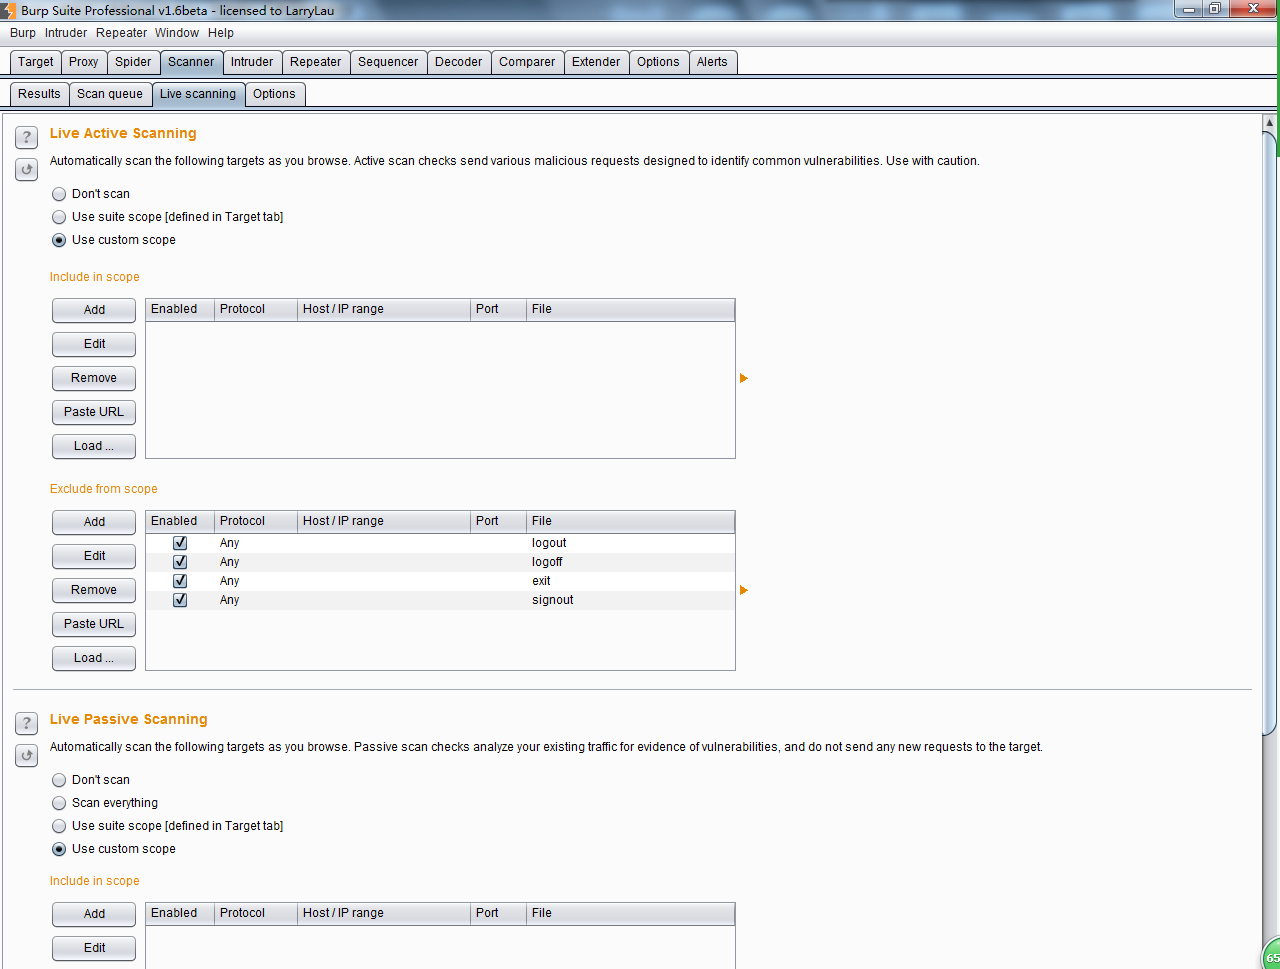 Burp Suite Professional v1.6beta - licensed to LarryLau
Burp Intruder Repeater Window Help
Target Proxy Spider Scanner Intruder Repeater Sequencer Decoder Comparer Extender Options Alerts
Results Scan queue Live scanning Options
? Live Active Scanning
Automatically scan the following targets as you browse. Active scan checks send various malicious requests designed to identify common vulnerabilities. Use with caution.
Don't scan
Use suite scope [defined in Target tab]
Use custom scope
Include in scope
Add Enabled Protocol Host / IP range Port File
Edit
Remove
Paste URL
Load ...
Exclude from scope
Add Enabled Protocol Host / IP range Port File
Any logout
Edit Any logoff
Remove Any exit
Any signout
Paste URL
Load ...
? Live Passive Scanning
Automatically scan the following targets as you browse. Passive scan checks analyze your existing traffic for evidence of vulnerabilities, and do not send any new requests to the target.
Don't scan
Scan everything
Use suite scope [defined in Target tab]
Use custom scope
Include in scope
Add Enabled Protocol Host / IP range Port File
Edit
65